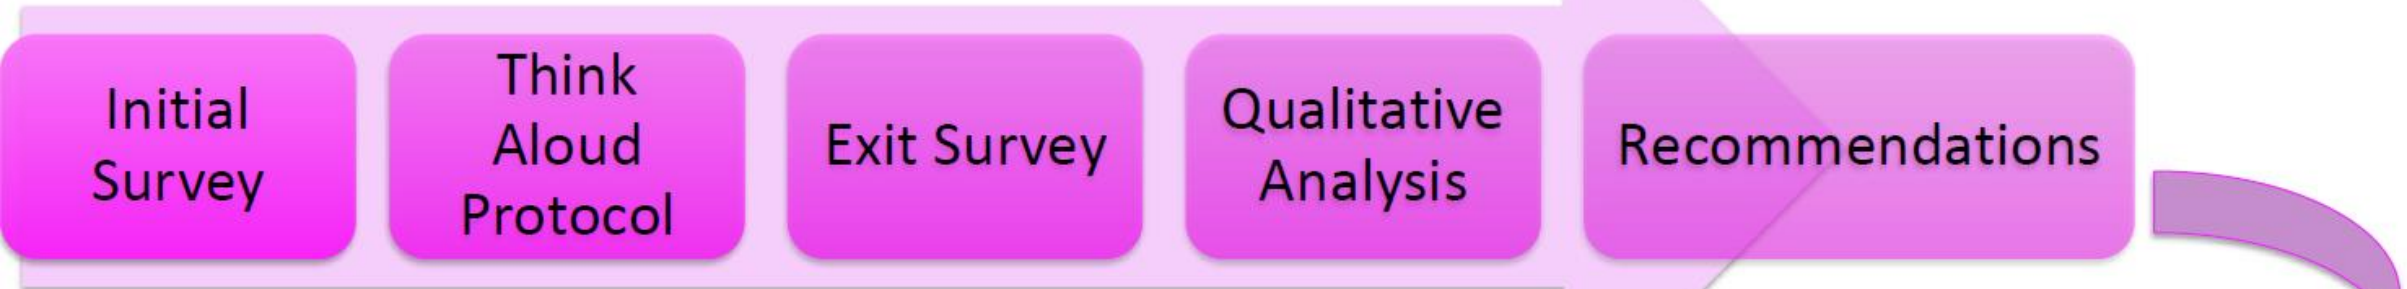 Initial
Survey
Think
Aloud
Protocol
Exit Survey
Qualitative
Analysis
Recommendations